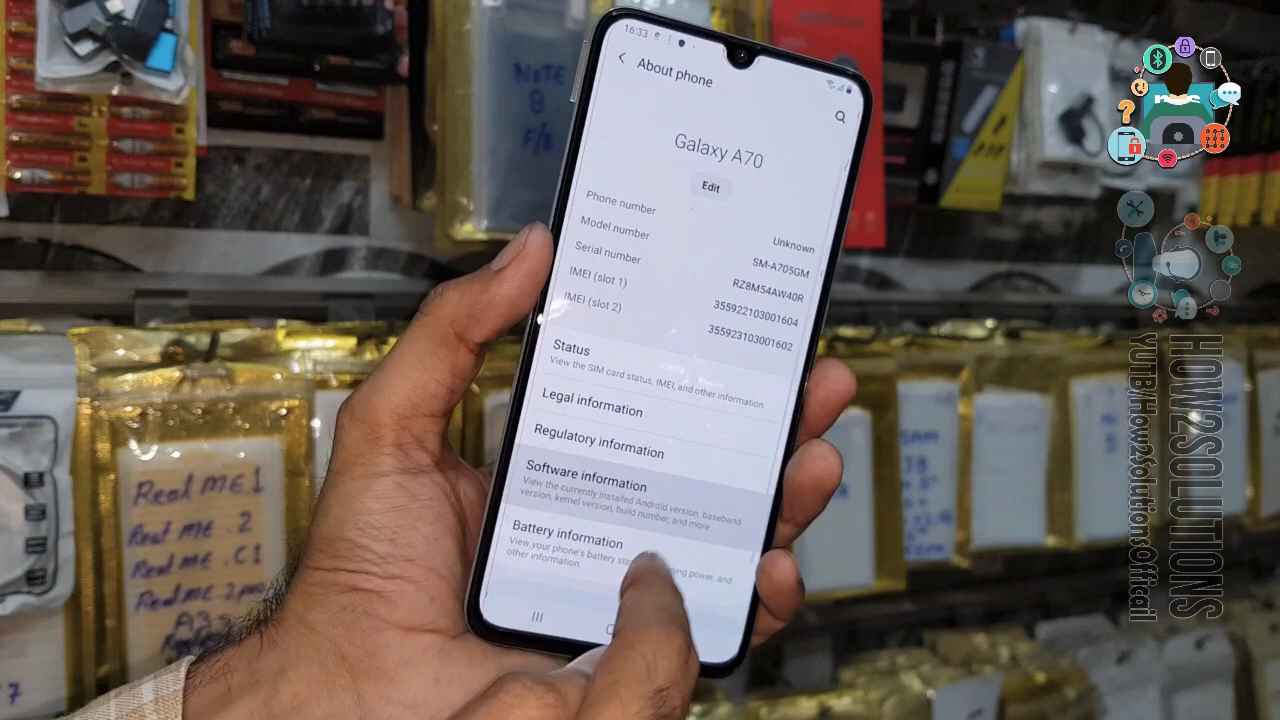 NOTE
8
F/B
16:33
About phone
Galaxy A70
Edit
Phone number
Unknown
Model number
SM-A705GM
Serial number
RZ8M54AW40R
IMEI (slot 1)
355922103001604
IMEI (slot 2)
355923103001602
Status
View the SIM card status, IMEI, and other information.
Legal information
Regulatory information
Software information
View the currently installed Android version, baseband
version, kernel version, build number, and more.
Battery information
View your phone's battery power, and
other information.
Real ME.1
Real ME.2
Real ME.C1
HOW2SOLUTIONS
YUTB/How2SolutionsOfficail